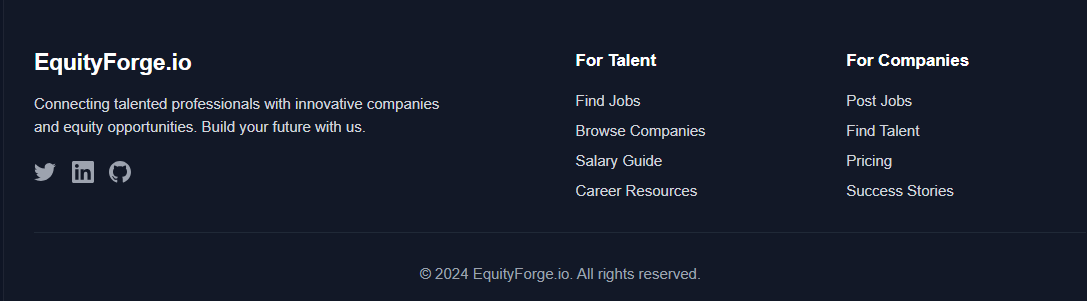 EquityForge.io
Connecting talented professionals with innovative companies
and equity opportunities. Build your future with us.
For Talent
Find Jobs
Browse Companies
Salary Guide
Career Resources
For Companies
Post Jobs
Find Talent
Pricing
Success Stories
© 2024 EquityForge.io. All rights reserved.